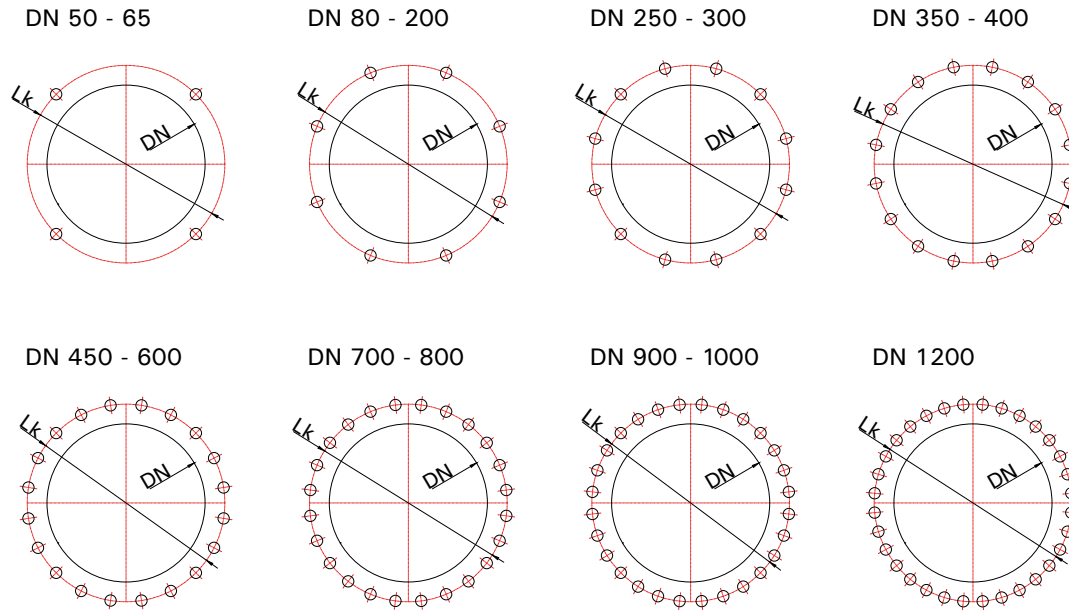 DN 50 - 65
DN 80 - 200
DN 250 - 300
DN 350 - 400
Lk
DN
Lk
DN
Lk
DN
Lk
DN
DN 450 - 600
DN 700 - 800
DN 900 - 1000
DN 1200
Lk
DN
Lk
DN
Lk
DN
Lk
DN